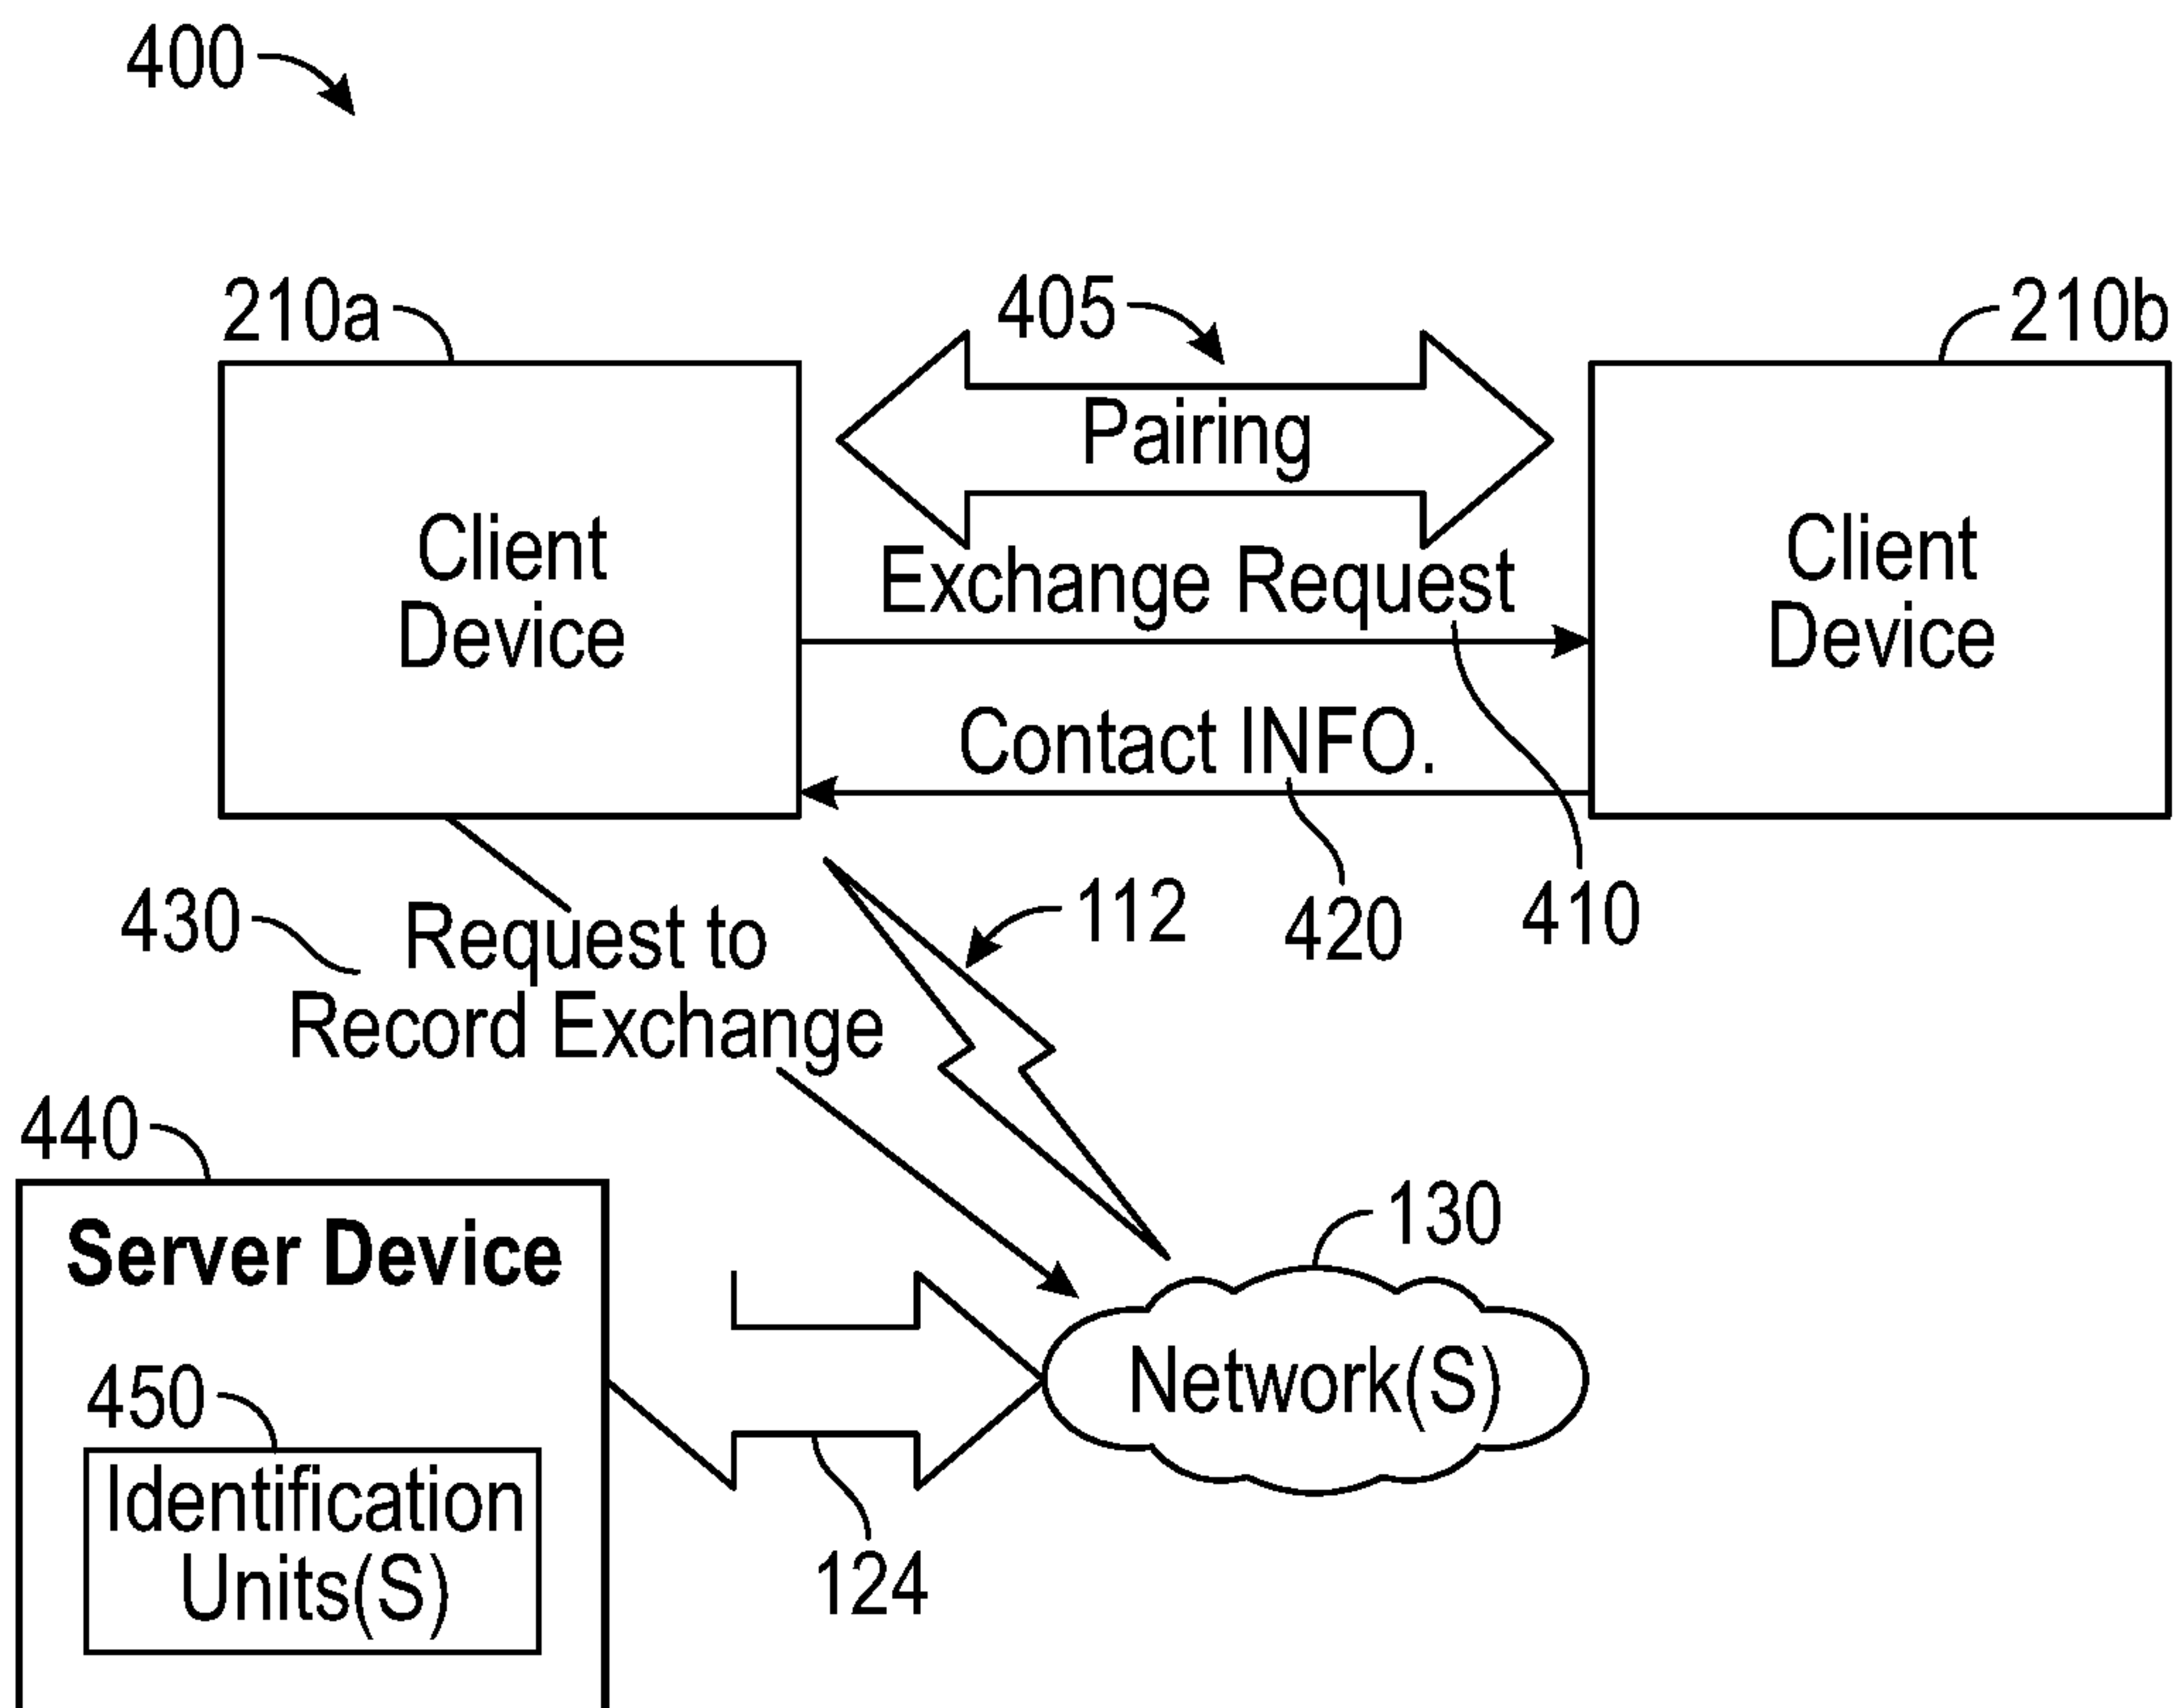 400
210a
405
210b
Pairing
Client
Device
Client
Device
Exchange Request
Contact INFO.
430
Request to
Record Exchange
112
420
410
440
Server Device
130
450
Network(S)
Identification
Units(S)
124